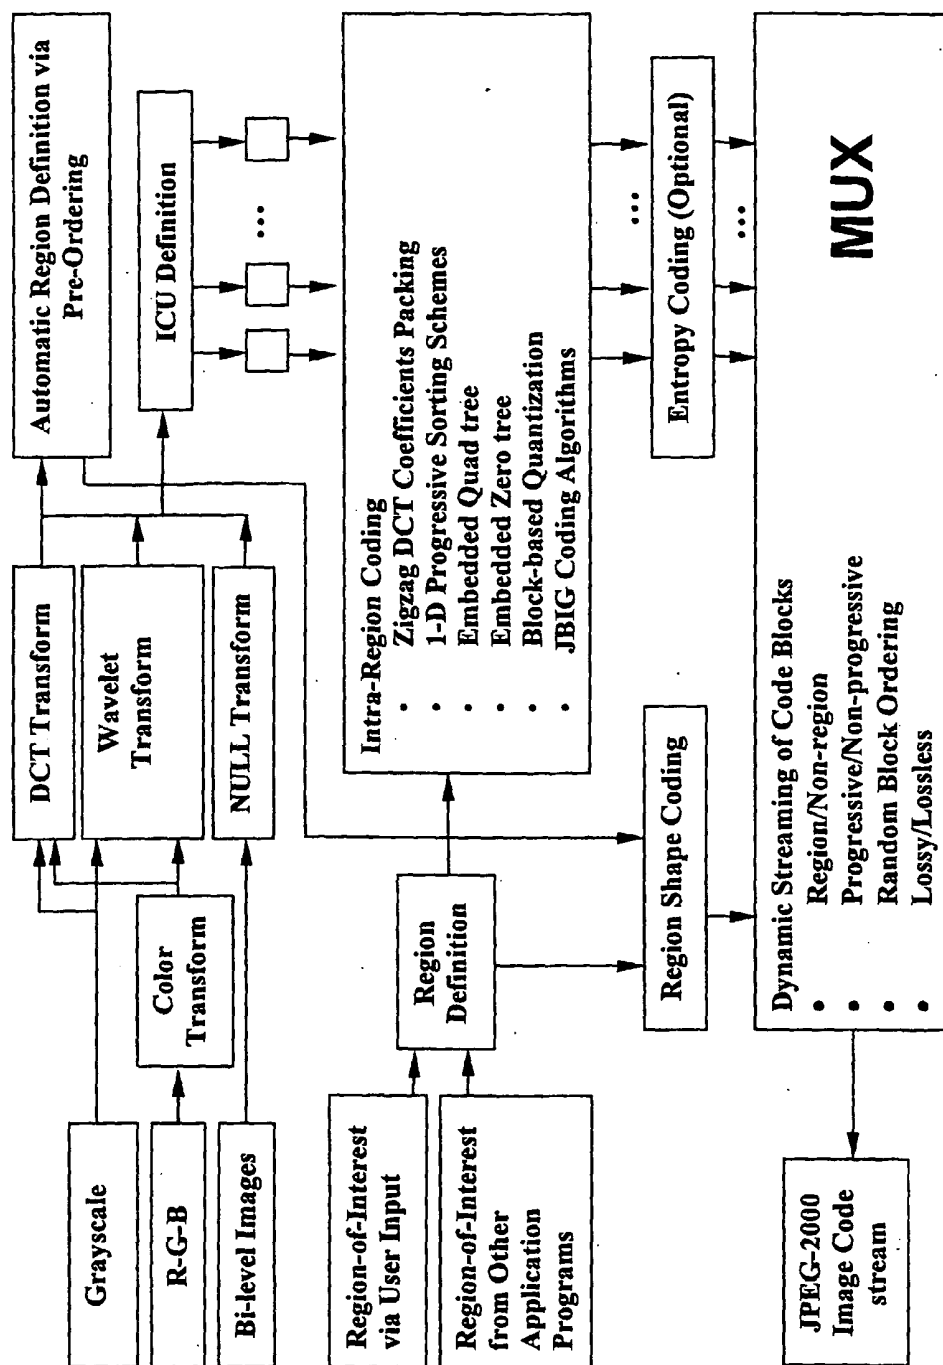 Grayscale
R-G-B
Bi-level Images
Color
Transform
DCT Transform
Wavelet
Transform
NULL Transform
Automatic Region Definition via
Pre-Ordering
ICU Definition
...
Region-of-Interest
via User Input
Region-of-Interest
from Other
Application
Programs
Region
Definition
Intra-Region Coding
• Zigzag DCT Coefficients Packing
• 1-D Progressive Sorting Schemes
• Embedded Quad tree
• Embedded Zero tree
• Block-based Quantization
• JBIG Coding Algorithms
...
Region Shape Coding
Entropy Coding (Optional)
...
Dynamic Streaming of Code Blocks
• Region/Non-region
• Progressive/Non-progressive
• Random Block Ordering
• Lossy/Lossless
MUX
JPEG-2000
Image Code
stream